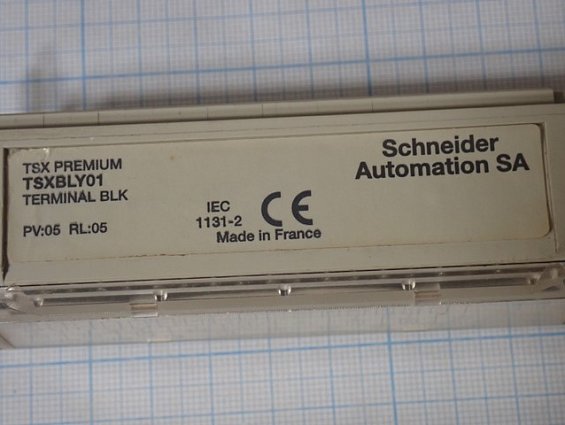 TSX PREMIUM
TSXBLY01
TERMINAL BLK
PV:05 RL:05
IEC
1131-2
CE
Made in France
Schneider
Automation SA